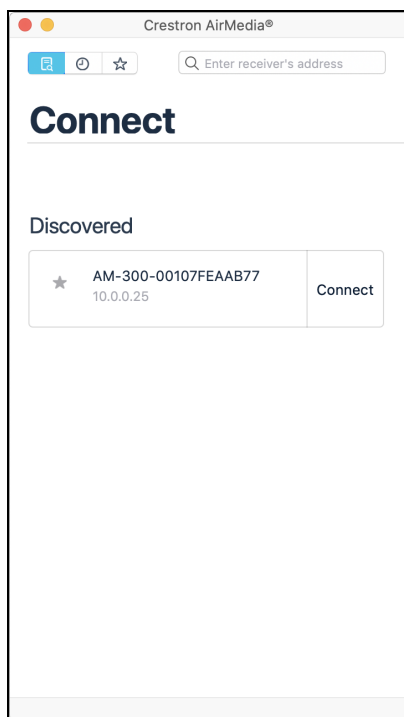 Crestron AirMedia®
Enter receiver's address
Connect
Discovered
AM-300-00107FEAAB77
10.0.0.25
Connect